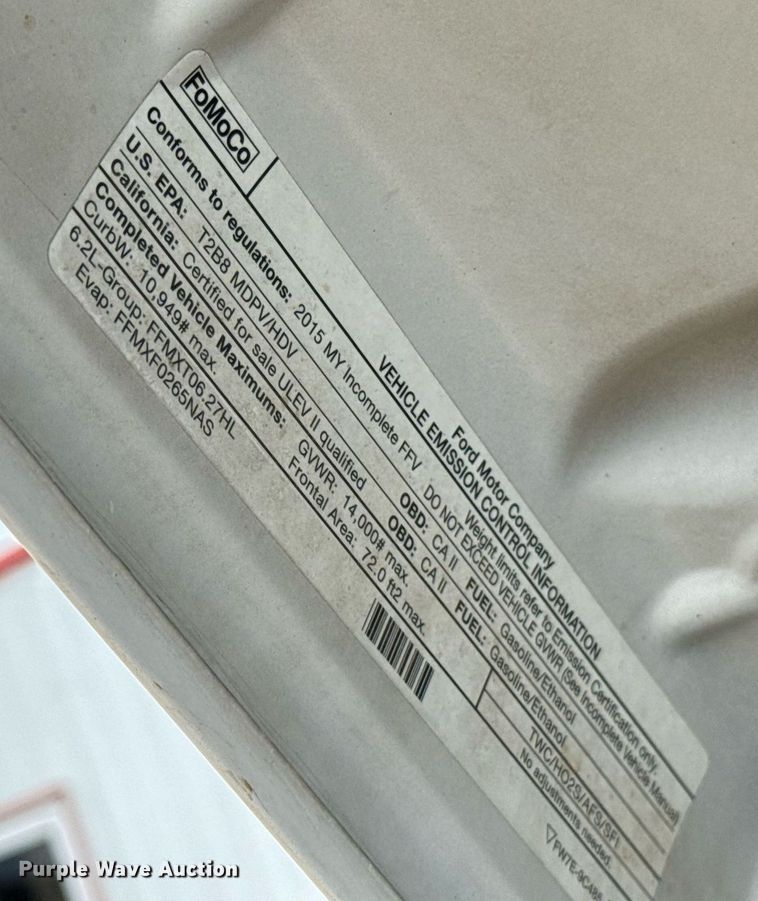 FoMoCo
Ford Motor Company
VEHICLE EMISSION CONTROL INFORMATION
Conforms to regulations: 2015 MY Incomplete FFV
Weight limits refer to Emission Certification only.
DO NOT EXCEED VEHICLE GVWR (See Incomplete Vehicle Manual)
U.S. EPA: T2B8 MDPV/HDV OBD: CA II FUEL: Gasoline/Ethanol
California: Certified for sale ULEV II qualified OBD: CA II FUEL: Gasoline/Ethanol
Completed Vehicle Maximums: GVWR: 14,000# max. TWC/HO2S/AFS/SFI
CurbW: 10,949# max. Frontal Area: 72.0 ft2 max. No adjustments needed.
6.2L-Group: FFMXT06.27HL
Evap: FFMXF0265NAS
FW7E-9C485-
Purple Wave Auction